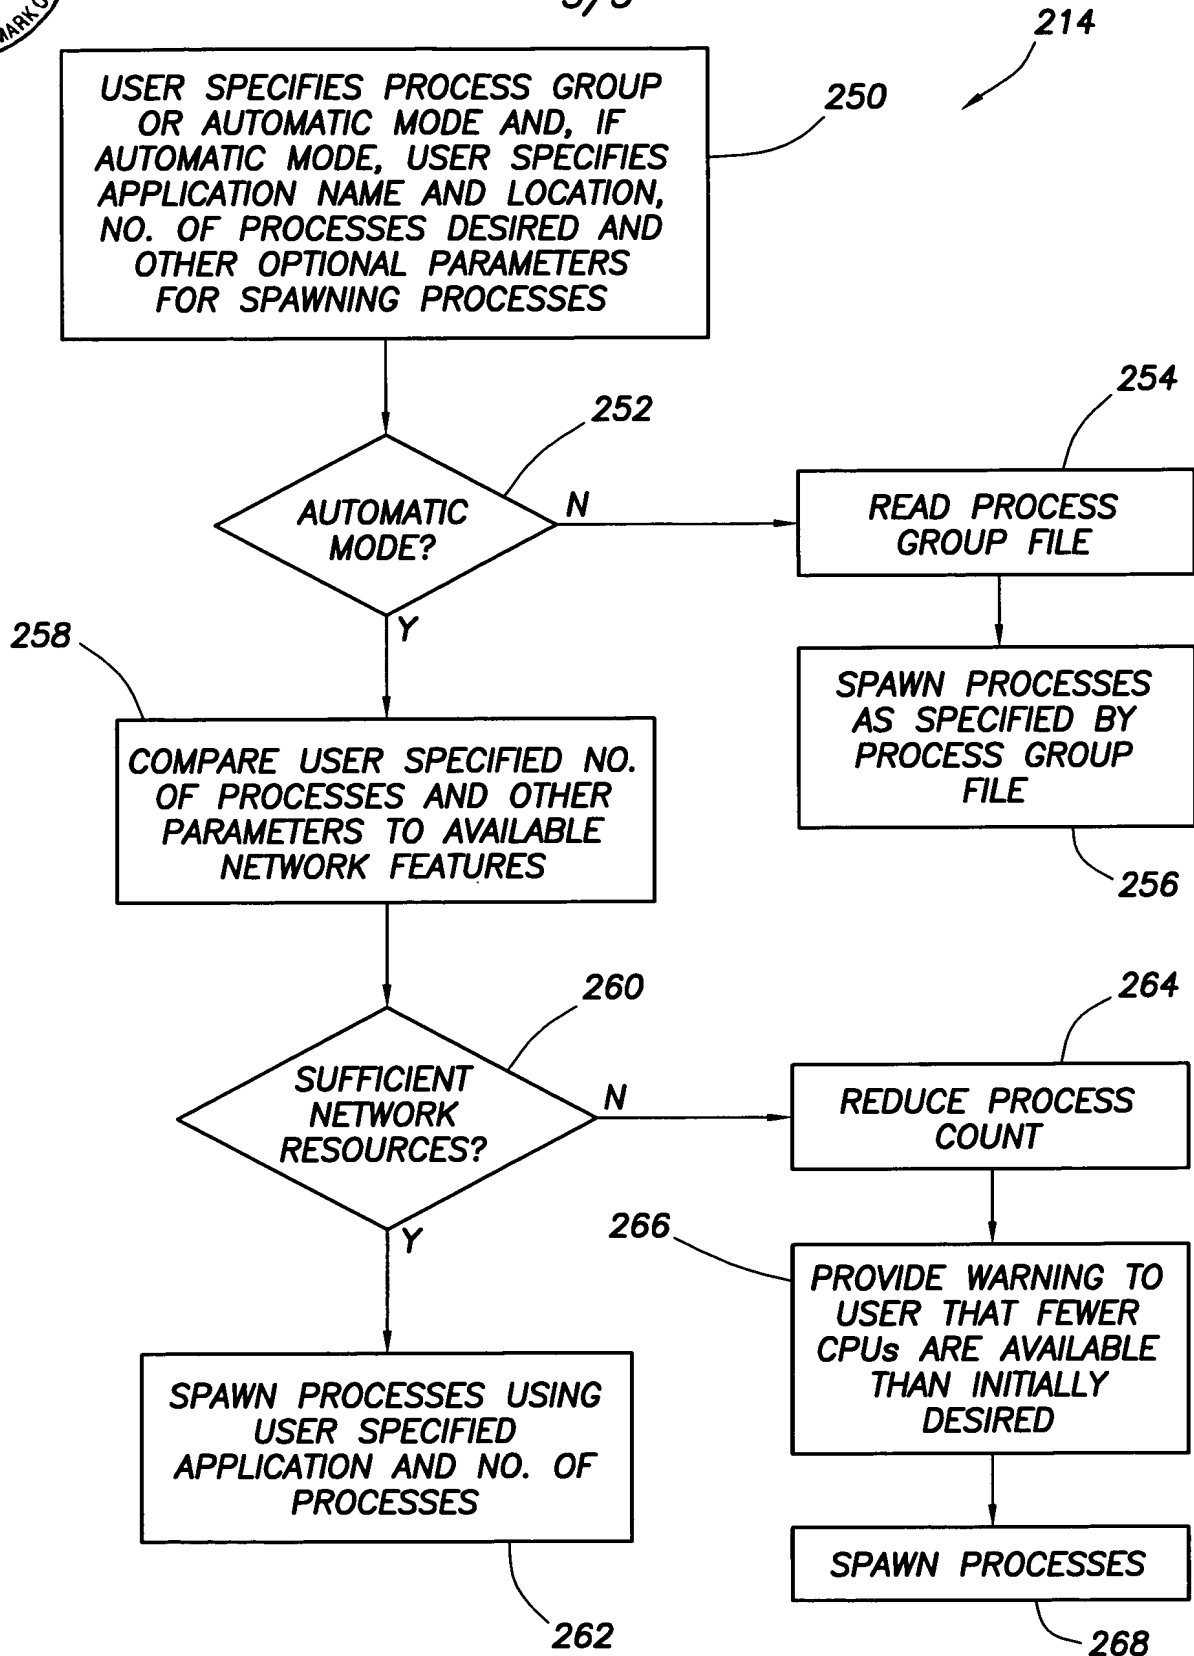 MARK
5/5
214
USER SPECIFIES PROCESS GROUP
OR AUTOMATIC MODE AND, IF
AUTOMATIC MODE, USER SPECIFIES
APPLICATION NAME AND LOCATION,
NO. OF PROCESSES DESIRED AND
OTHER OPTIONAL PARAMETERS
FOR SPAWNING PROCESSES
250
252
AUTOMATIC
MODE?
N
Y
254
READ PROCESS
GROUP FILE
SPAWN PROCESSES
AS SPECIFIED BY
PROCESS GROUP
FILE
256
258
COMPARE USER SPECIFIED NO.
OF PROCESSES AND OTHER
PARAMETERS TO AVAILABLE
NETWORK FEATURES
260
SUFFICIENT
NETWORK
RESOURCES?
N
Y
264
REDUCE PROCESS
COUNT
266
PROVIDE WARNING TO
USER THAT FEWER
CPUs ARE AVAILABLE
THAN INITIALLY
DESIRED
SPAWN PROCESSES USING
USER SPECIFIED
APPLICATION AND NO. OF
PROCESSES
262
SPAWN PROCESSES
268